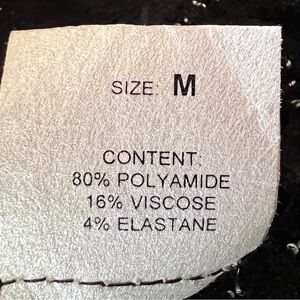 SIZE: M
CONTENT:
80% POLYAMIDE
16% VISCOSE
4% ELASTANE